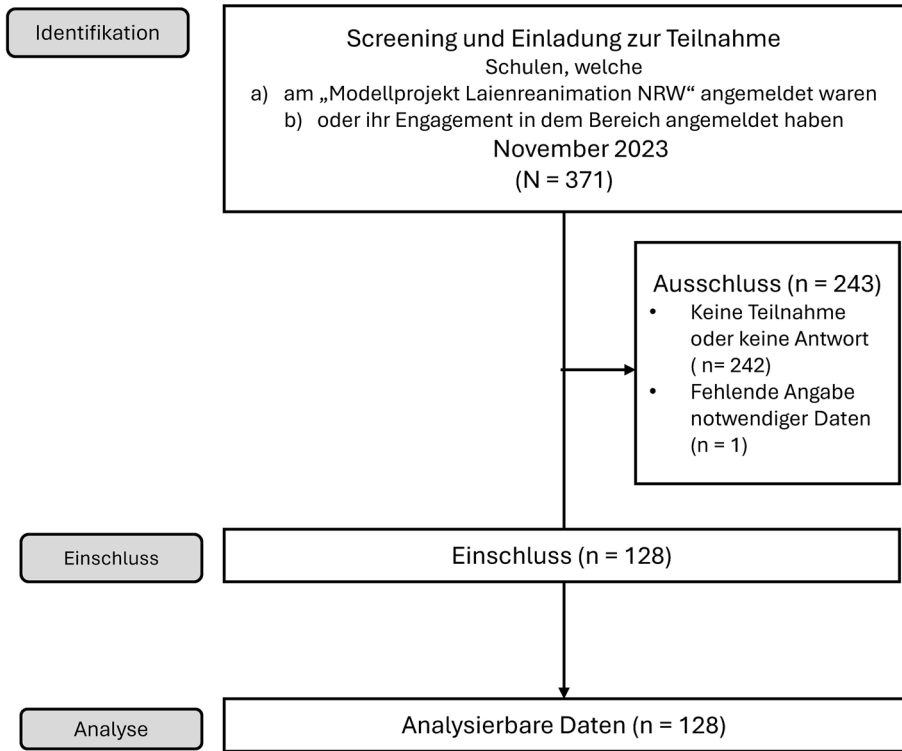 Identifikation
Screening und Einladung zur Teilnahme
Schulen, welche
a) am „Modellprojekt Laienreanimation NRW“ angemeldet waren
b) oder ihr Engagement in dem Bereich angemeldet haben
November 2023
(N = 371)
Ausschluss (n = 243)
• Keine Teilnahme
oder keine Antwort
( n= 242)
• Fehlende Angabe
notwendiger Daten
(n = 1)
Einschluss
Einschluss (n = 128)
Analyse
Analysierbare Daten (n = 128)